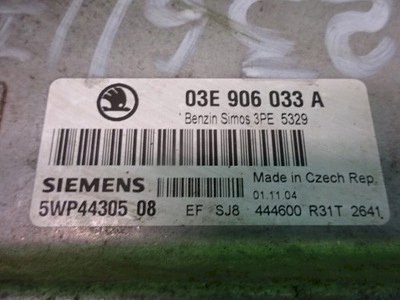 03E 906 033 A
Benzin Simos 3PE 5329
SIEMENS
Made in Czech Rep.
01.11.04
5WP44305 08
EF SJ8 444600 R31T 2641